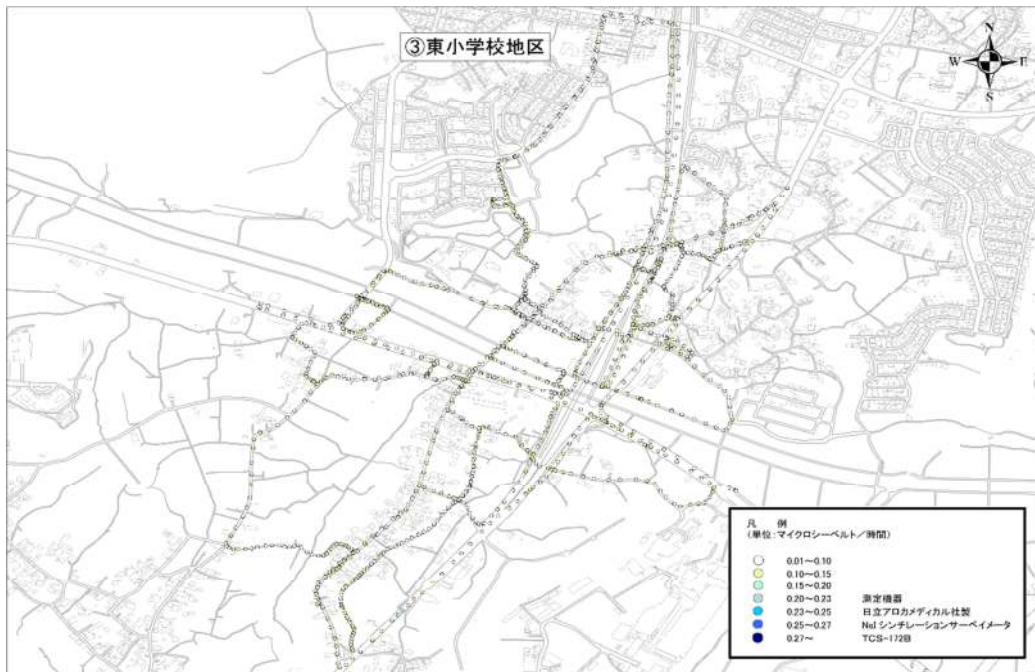 ③東小学校地区
N
W E
S
凡 例
(単位:マイクロシーベルト/時間)
0.01~0.10
0.10~0.15
0.15~0.20
0.20~0.23 測定機器
0.23~0.25 日立アロカメディカル社製
0.25~0.27 NaIシンチレーションサーベイメータ
0.27~ TCS-172B